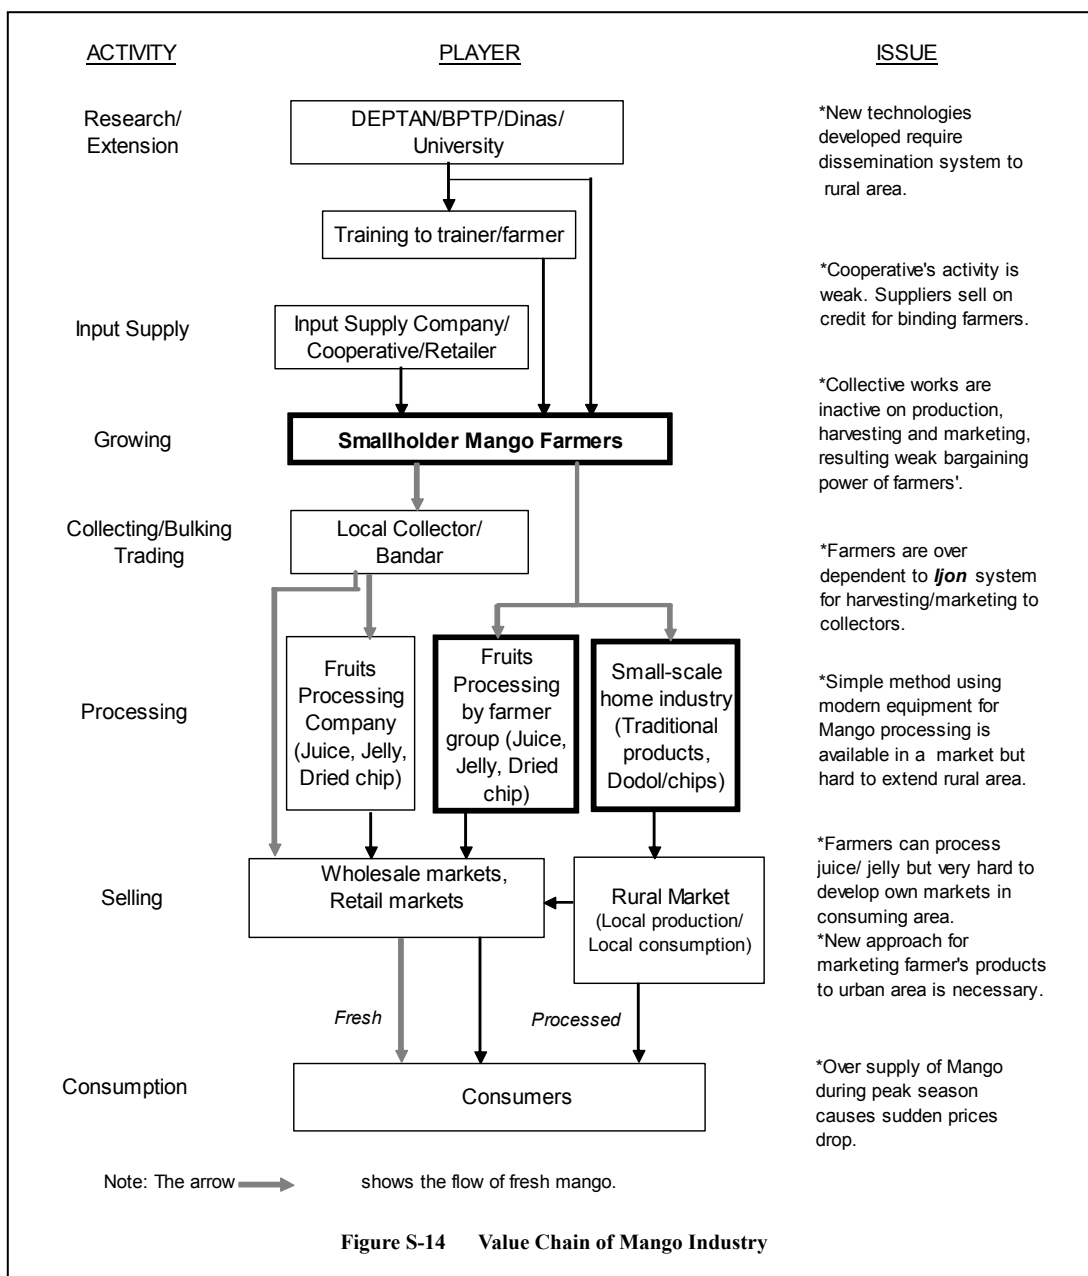 ACTIVITY
PLAYER
ISSUE
Research/
Extension
DEPTAN/BPTP/Dinas/
University
*New technologies
developed require
dissemination system to
rural area.
Training to trainer/farmer
Input Supply
Input Supply Company/
Cooperative/Retailer
*Cooperative's activity is
weak. Suppliers sell on
credit for binding farmers.
Growing
Smallholder Mango Farmers
*Collective works are
inactive on production,
harvesting and marketing,
resulting weak bargaining
power of farmers'.
Collecting/Bulking
Trading
Local Collector/
Bandar
*Farmers are over
dependent to Ijon system
for harvesting/marketing to
collectors.
Processing
Fruits
Processing
Company
(Juice, Jelly,
Dried chip)
Fruits
Processing
by farmer
group (Juice,
Jelly, Dried
chip)
Small-scale
home industry
(Traditional
products,
Dodol/chips)
*Simple method using
modern equipment for
Mango processing is
available in a market but
hard to extend rural area.
Selling
Wholesale markets,
Retail markets
Rural Market
(Local production/
Local consumption)
*Farmers can process
juice/ jelly but very hard to
develop own markets in
consuming area.
*New approach for
marketing farmer's products
to urban area is necessary.
Fresh
Processed
Consumption
Consumers
*Over supply of Mango
during peak season
causes sudden prices
drop.
Note: The arrow shows the flow of fresh mango.
Figure S-14 Value Chain of Mango Industry